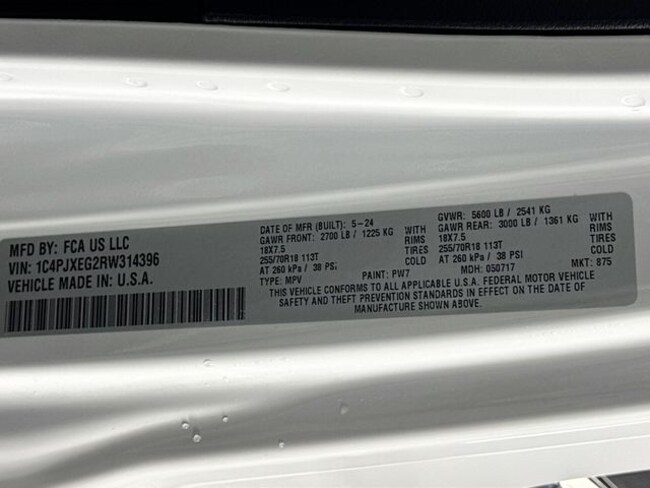 MFD BY: FCA US LLC
VIN: 1C4PJXEG2RW314396
VEHICLE MADE IN: U.S.A.
DATE OF MFR (BUILT): 5-24 GVWR: 5600 LB / 2541 KG
GAWR FRONT: 2700 LB / 1225 KG WITH GAWR REAR: 3000 LB / 1361 KG WITH
18X7.5 RIMS 18X7.5 RIMS
255/70R18 113T TIRES 255/70R18 113T TIRES
AT 260 kPa / 38 PSI COLD AT 260 kPa / 38 PSI COLD
TYPE: MPV PAINT: PW7 MDH: 050717 MKT: 875
THIS VEHICLE CONFORMS TO ALL APPLICABLE U.S.A. FEDERAL MOTOR VEHICLE
SAFETY AND THEFT PREVENTION STANDARDS IN EFFECT ON THE DATE OF
MANUFACTURE SHOWN ABOVE.